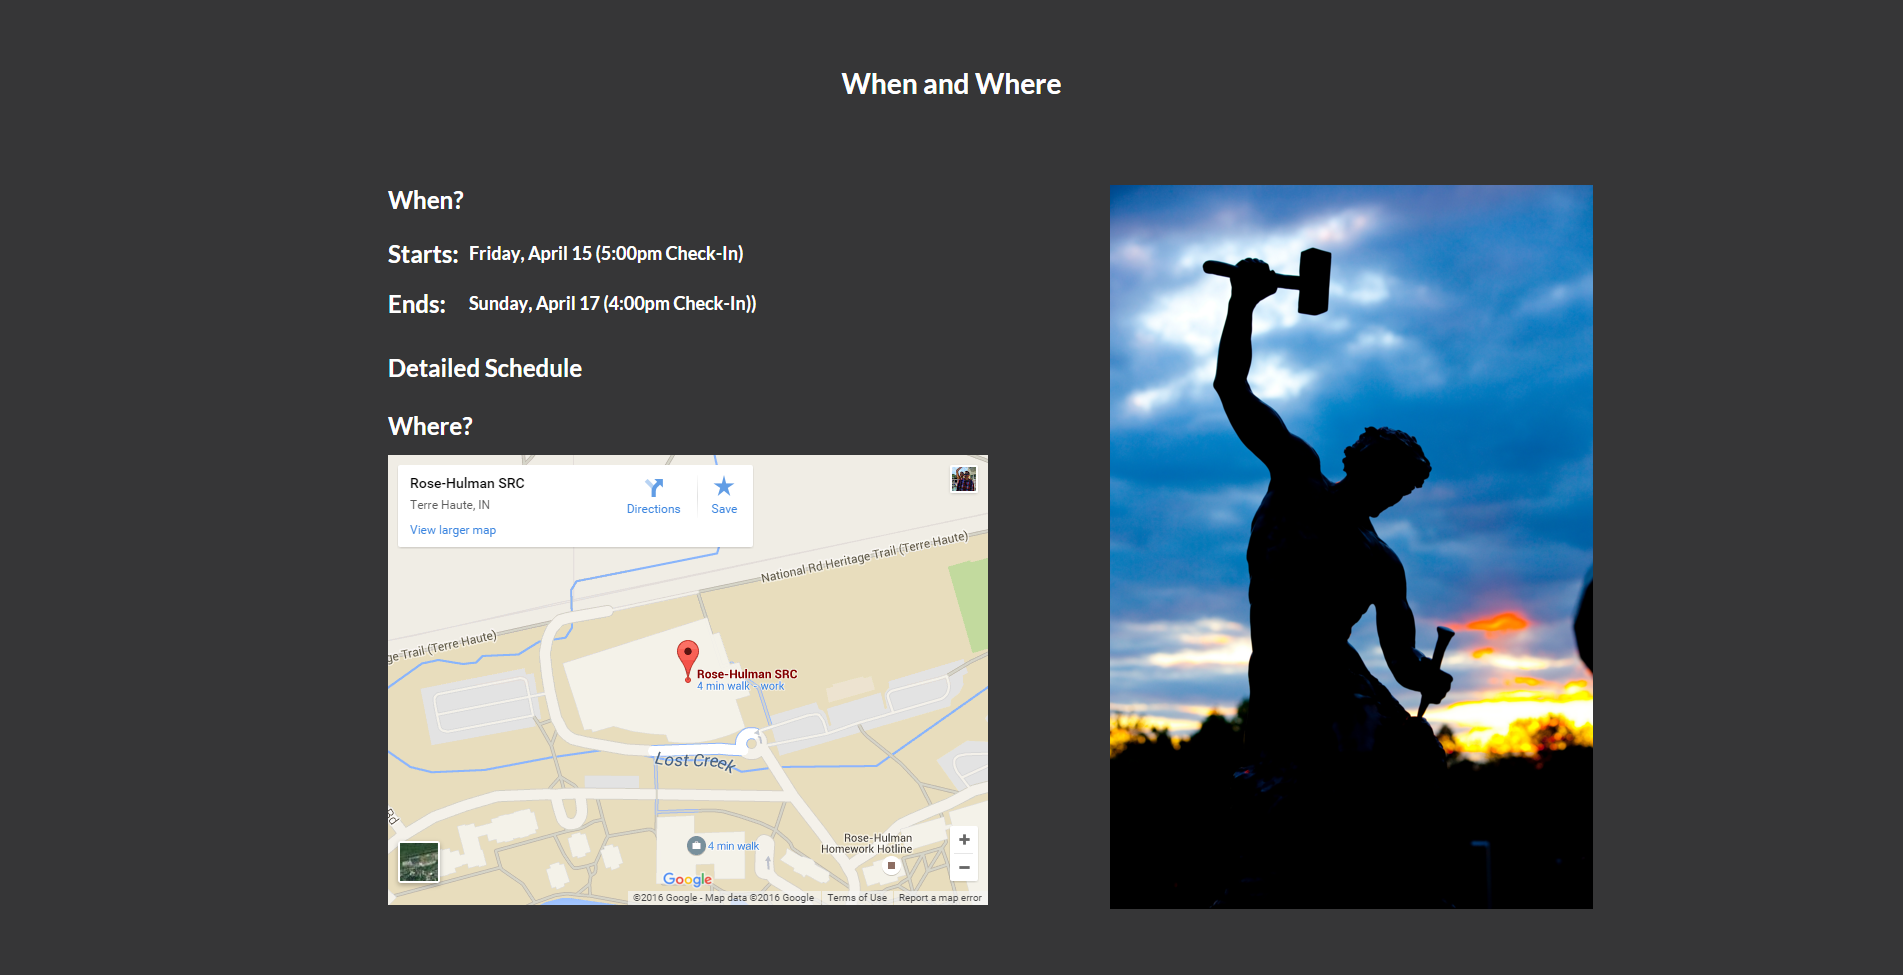 When and Where
When?
Starts: Friday, April 15 (5:00pm Check-In)
Ends: Sunday, April 17 (4:00pm Check-In))
Detailed Schedule
Where?
Rose-Hulman SRC
Terre Haute, IN
View larger map
Directions
Save
National Rd Heritage Trail (Terre Haute)
ge Trail (Terre Haute)
Rose-Hulman SRC
4 min walk - work
Lost Creek
Rd
4 min walk
Rose-Hulman
Homework Hotline
+
−
Google
©2016 Google - Map data ©2016 Google
Terms of Use
Report a map error